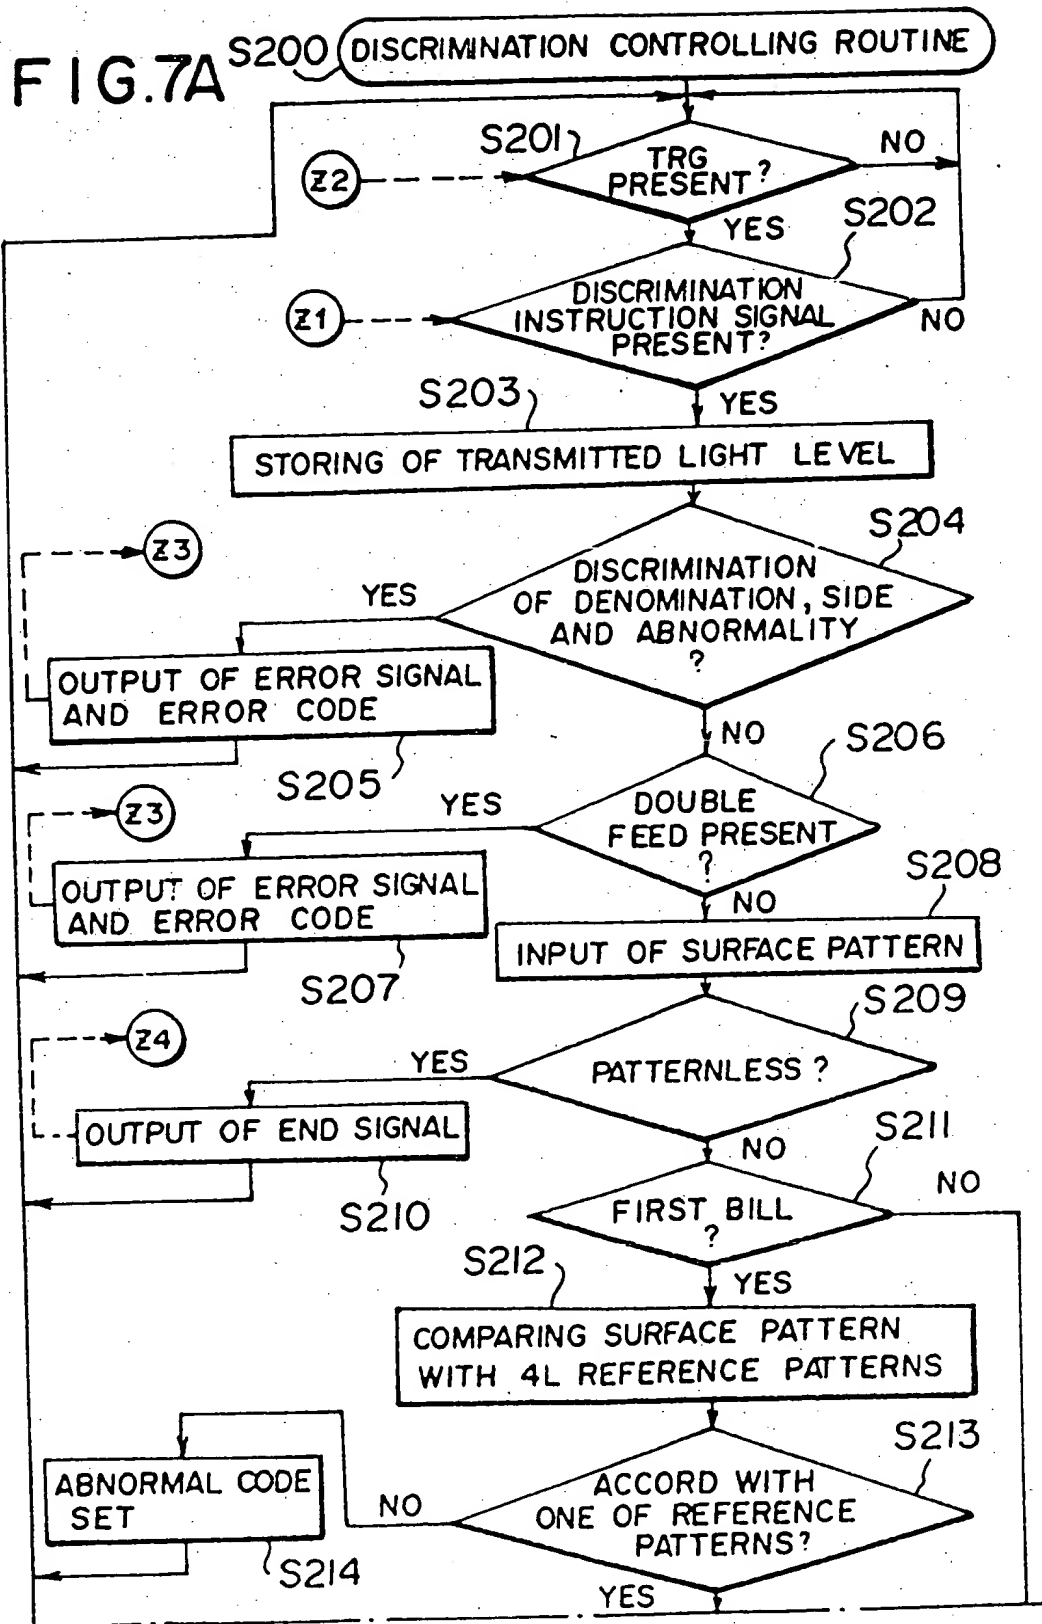 FIG.7A
S200
DISCRIMINATION CONTROLLING ROUTINE
S201
TRG
PRESENT?
NO
Z2
YES
S202
DISCRIMINATION
INSTRUCTION SIGNAL
PRESENT?
Z1
NO
YES
S203
STORING OF TRANSMITTED LIGHT LEVEL
S204
Z3
DISCRIMINATION
OF DENOMINATION, SIDE
AND ABNORMALITY
?
YES
OUTPUT OF ERROR SIGNAL
AND ERROR CODE
S205
NO
S206
Z3
YES
DOUBLE
FEED PRESENT
?
OUTPUT OF ERROR SIGNAL
AND ERROR CODE
S207
NO
S208
INPUT OF SURFACE PATTERN
S209
Z4
YES
PATTERNLESS ?
OUTPUT OF END SIGNAL
S210
NO
S211
FIRST BILL
?
NO
S212
YES
COMPARING SURFACE PATTERN
WITH 4L REFERENCE PATTERNS
S213
ACCORD WITH
ONE OF REFERENCE
PATTERNS?
NO
ABNORMAL CODE
SET
S214
YES